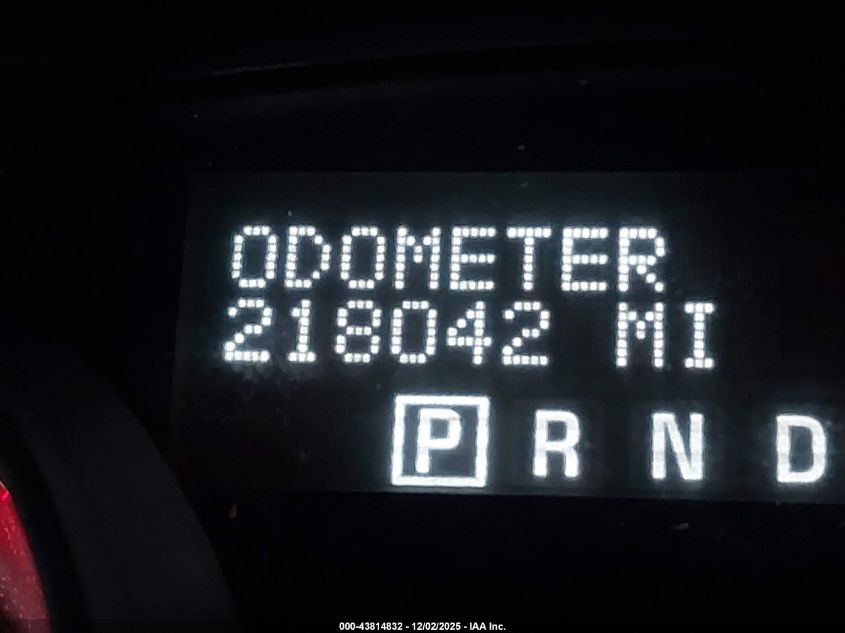 ODOMETER
218042 MI
P R N D
000-43814832 - 12/02/2025 - IAA Inc.